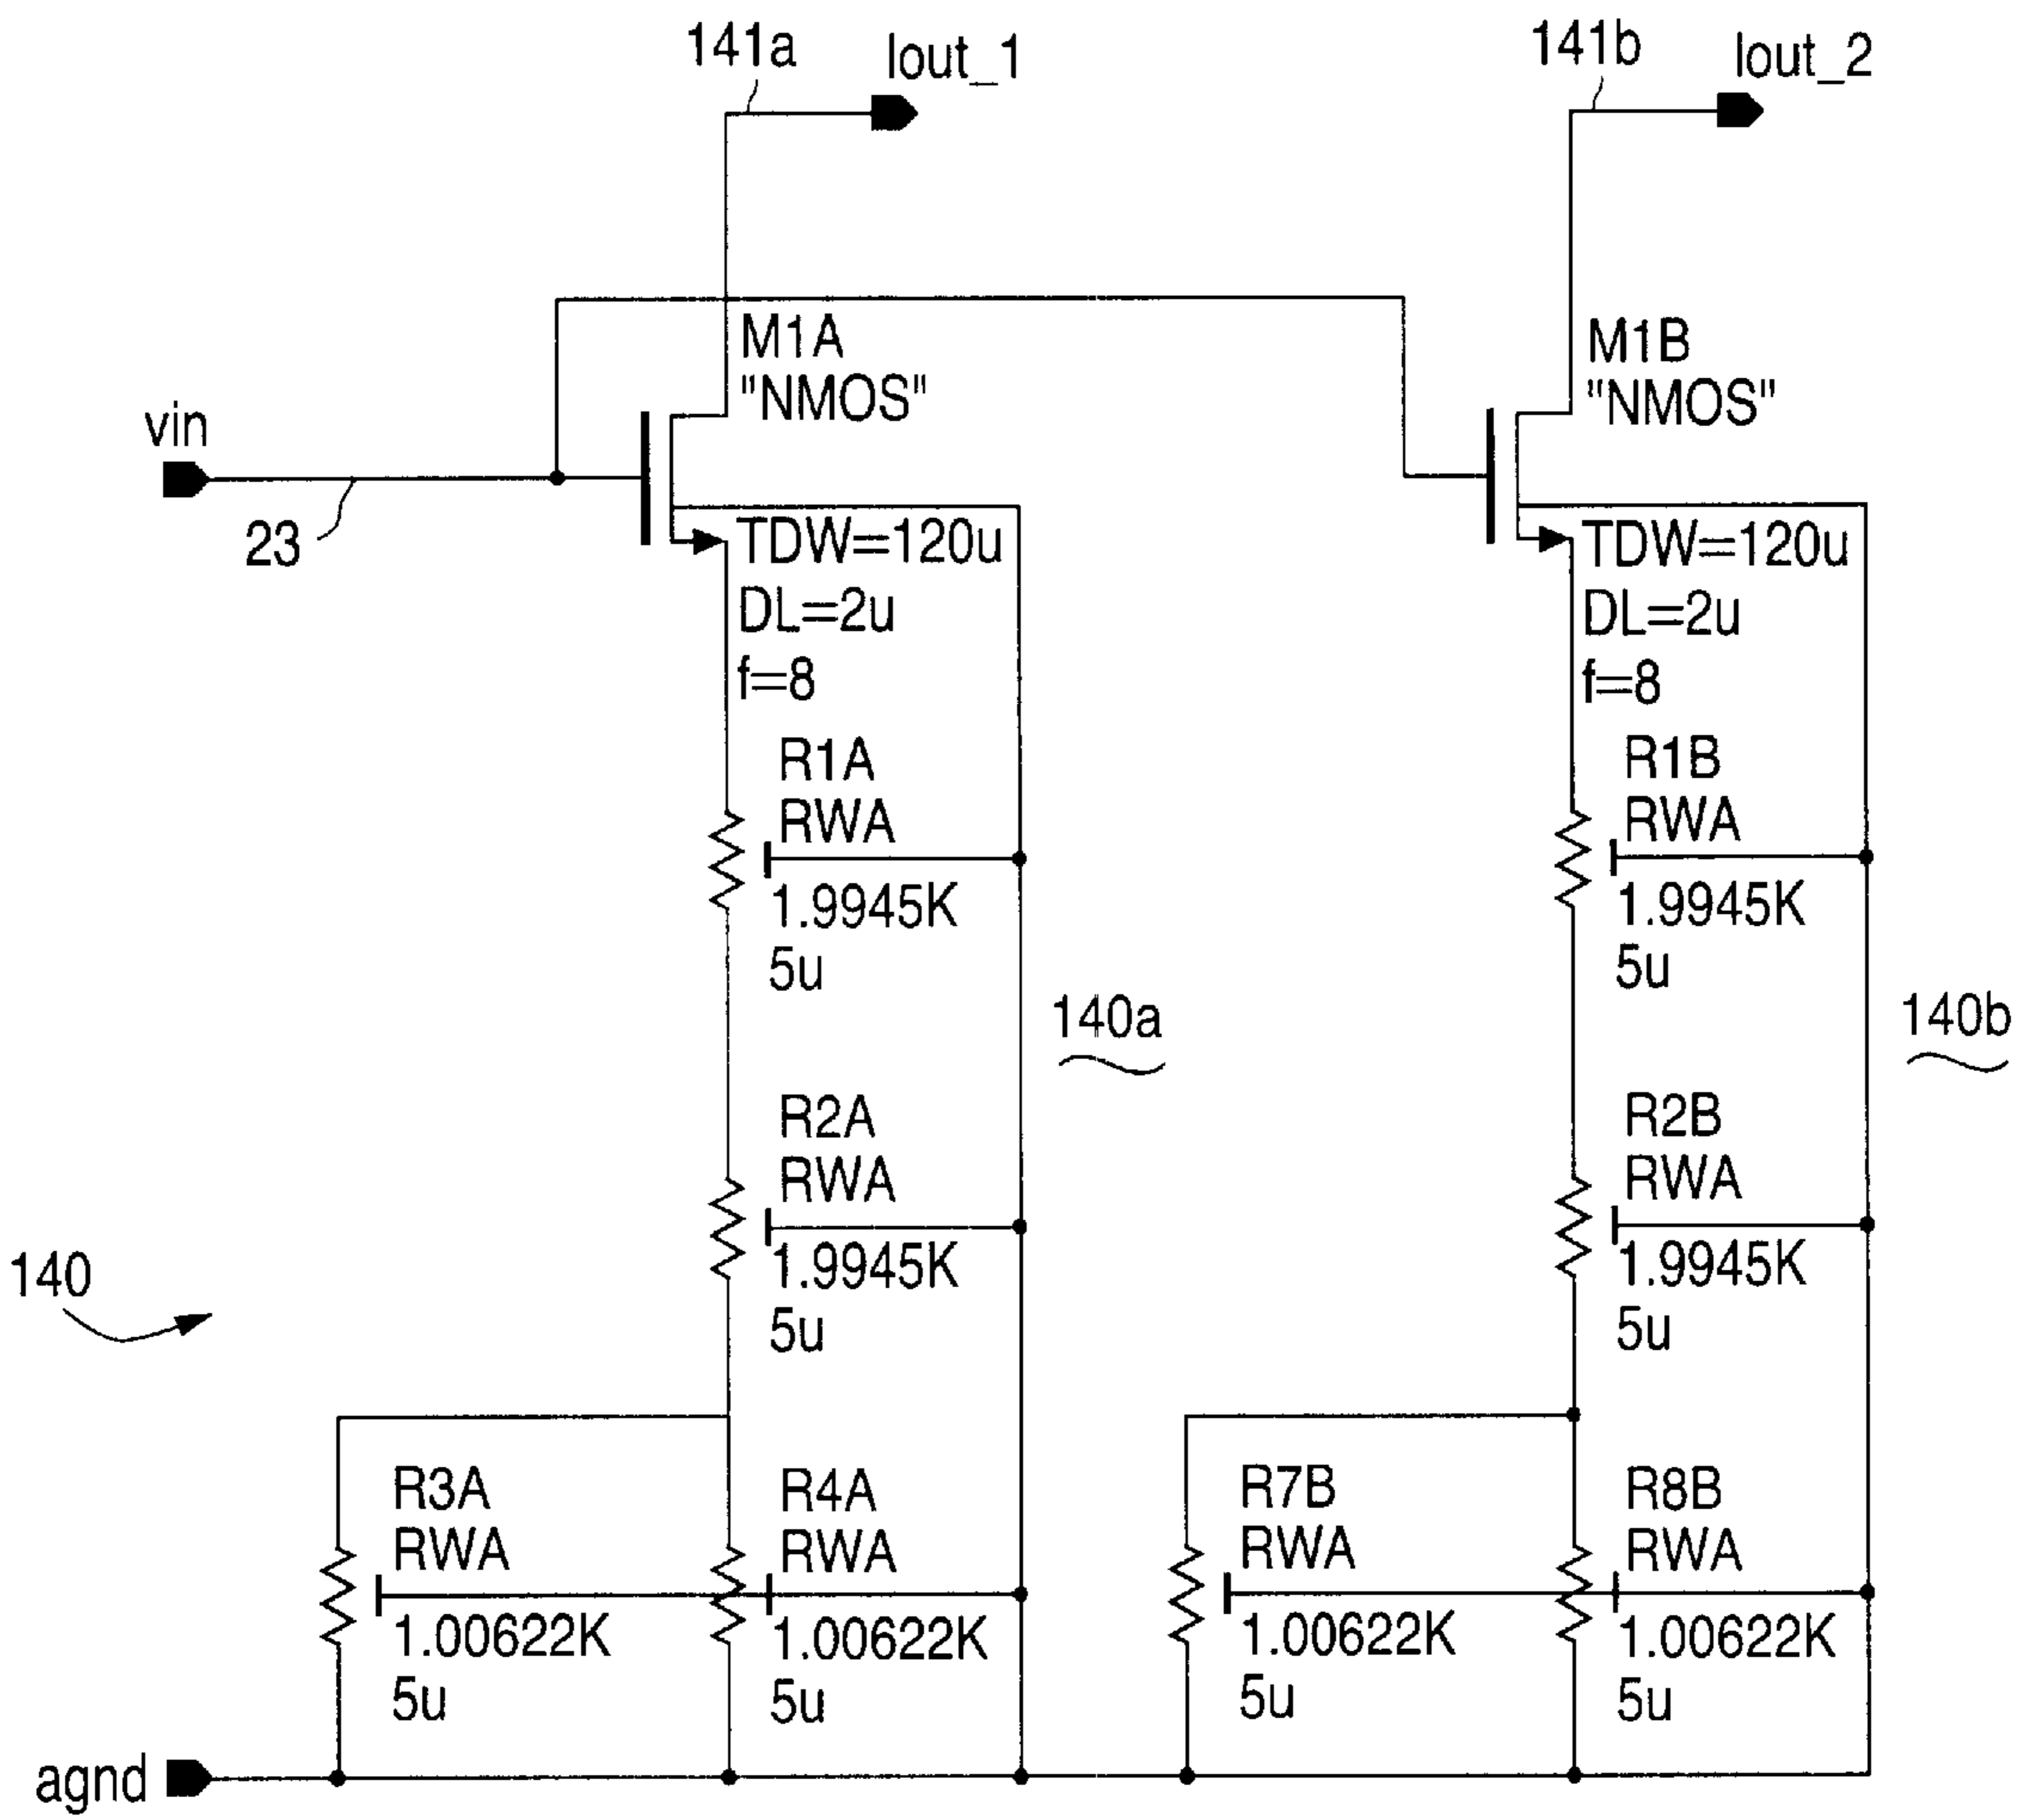 141a
Iout_1
141b
Iout_2
M1A
"NMOS"
M1B
"NMOS"
vin
23
TDW=120u
DL=2u
f=8
TDW=120u
DL=2u
f=8
R1A
RWA
1.9945K
5u
R1B
RWA
1.9945K
5u
140a
140b
R2A
RWA
1.9945K
5u
R2B
RWA
1.9945K
5u
140
R3A
RWA
1.00622K
5u
R4A
RWA
1.00622K
5u
R7B
RWA
1.00622K
5u
R8B
RWA
1.00622K
5u
agnd